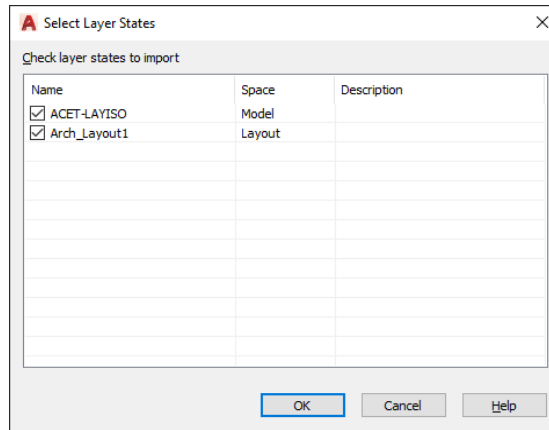 Select Layer States
Check layer states to import
Name Space Description
ACET-LAYISO Model
Arch_Layout1 Layout
OK Cancel Help